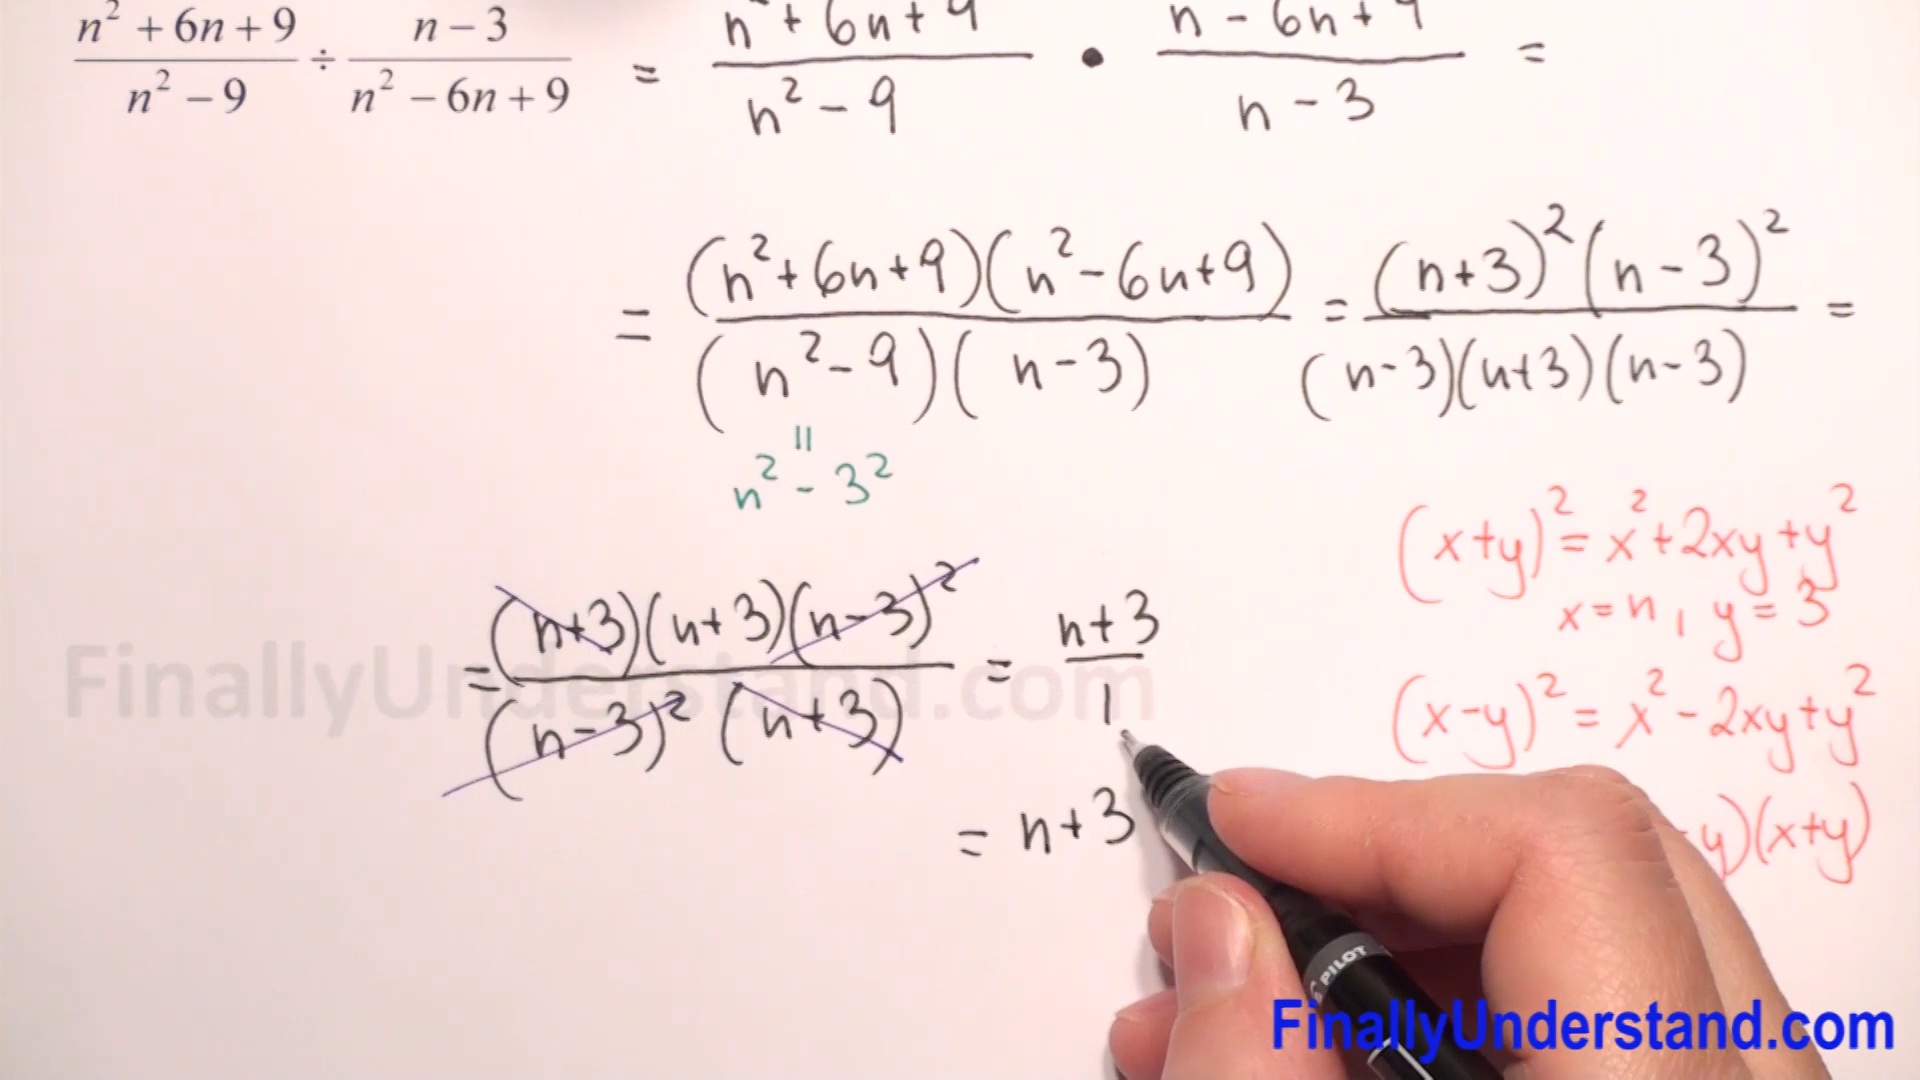 n² + 6n + 9 / n² − 9 ÷ n − 3 / n² − 6n + 9 = n² + 6n + 9 / n² − 9 • n − 6n + 9 / n − 3 =
= (n² + 6n + 9)(n² − 6n + 9) / (n² − 9)(n − 3) = (n+3)²(n−3)² / (n−3)(n+3)(n−3) =
||
n² − 3²
= (n+3)(n+3)(n−3)² / (n−3)²(n+3) = n+3 / 1
= n+3
(x+y)² = x² + 2xy + y²
x = n, y = 3
(x−y)² = x² − 2xy + y²
y)(x+y)
FinallyUnderstand.com
FinallyUnderstand.com
PILOT